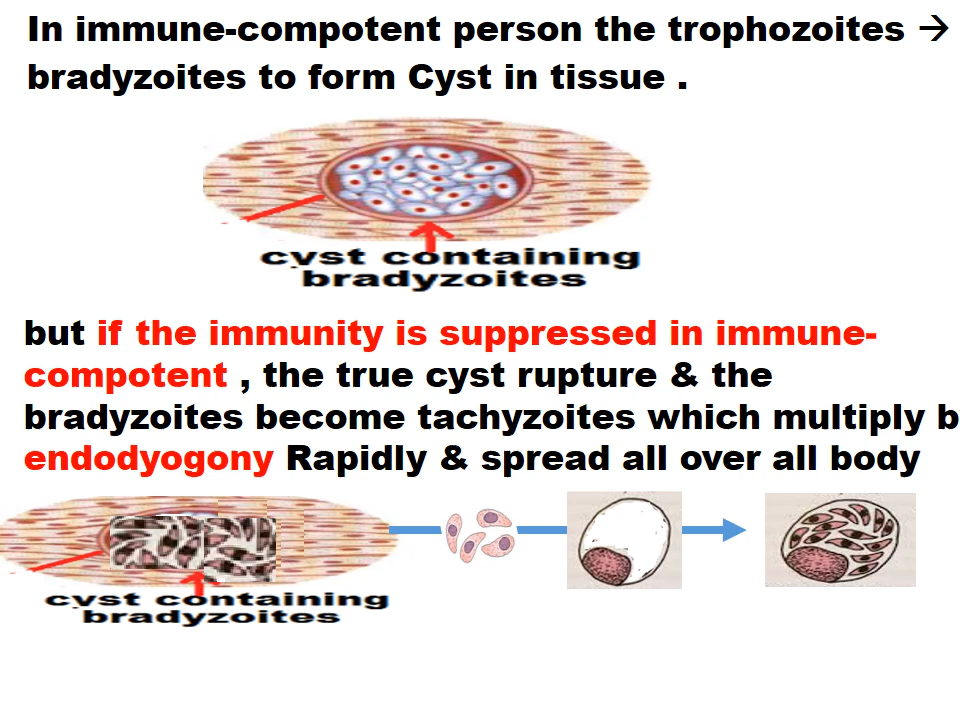 In immune-compotent person the trophozoites →
bradyzoites to form Cyst in tissue .
cyst containing
bradyzoites
but if the immunity is suppressed in immune-
compotent , the true cyst rupture & the
bradyzoites become tachyzoites which multiply b
endodyogony Rapidly & spread all over all body
cyst containing
bradyzoites